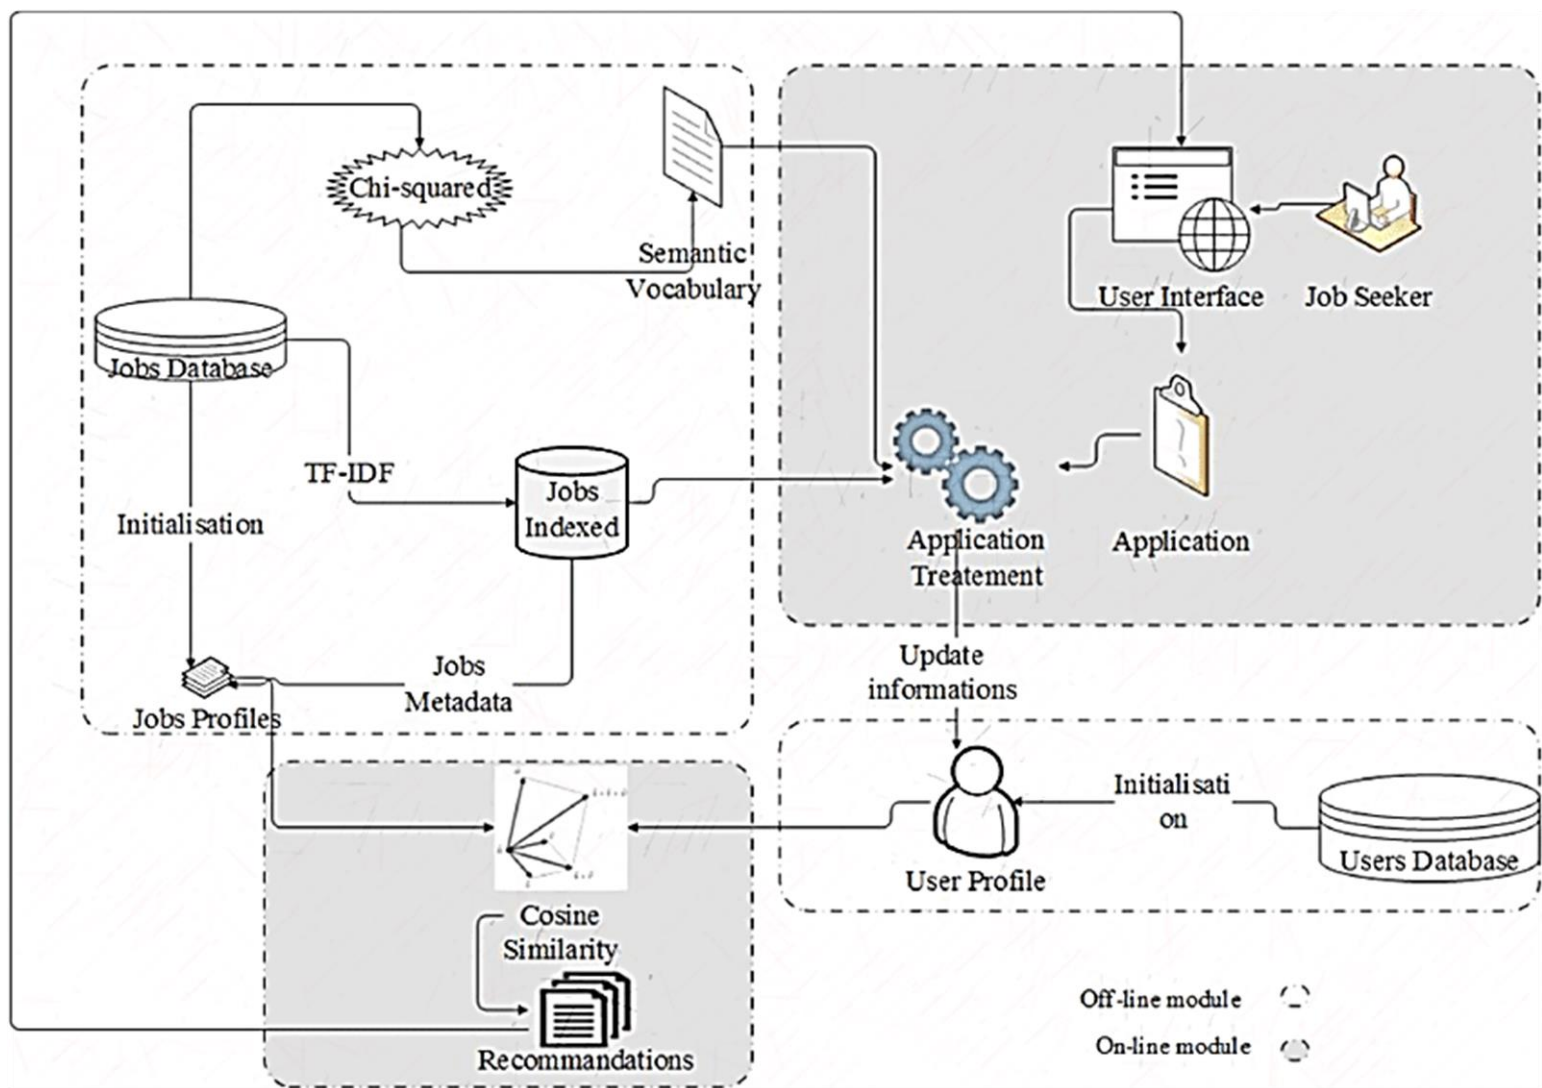 Chi-squared
Semantic
Vocabulary
User Interface
Job Seeker
Jobs Database
TF-IDF
Jobs
Indexed
Initialisation
Application
Treatement
Application
Jobs
Metadata
Jobs Profiles
Update
informations
Initialisati
on
User Profile
Users Database
Cosine
Similarity
Recommandations
Off-line module
On-line module